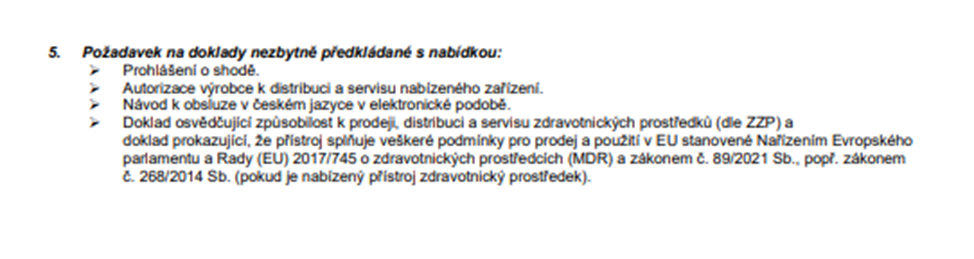 5. Požadavek na doklady nezbytně předkládané s nabídkou:
➢ Prohlášení o shodě.
➢ Autorizace výrobce k distribuci a servisu nabízeného zařízení.
➢ Návod k obsluze v českém jazyce v elektronické podobě.
➢ Doklad osvědčující způsobilost k prodeji, distribuci a servisu zdravotnických prostředků (dle ZZP) a
doklad prokazující, že přístroj splňuje veškeré podmínky pro prodej a použití v EU stanovené Nařízením Evropského
parlamentu a Rady (EU) 2017/745 o zdravotnických prostředcích (MDR) a zákonem č. 89/2021 Sb., popř. zákonem
č. 268/2014 Sb. (pokud je nabízený přístroj zdravotnický prostředek).